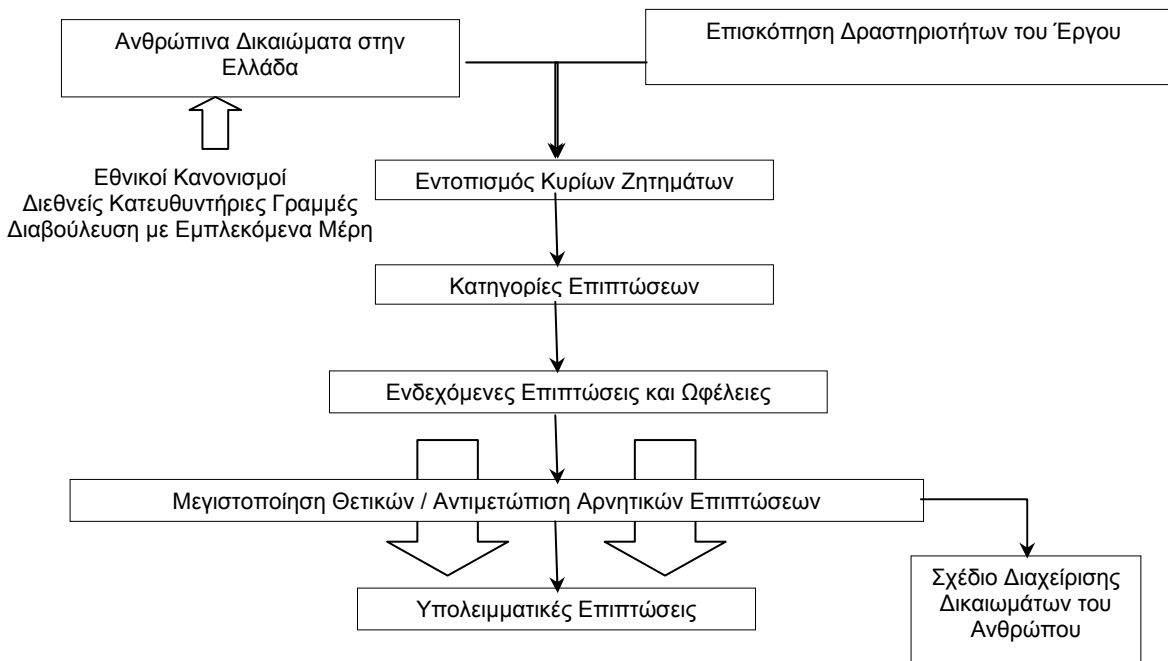 Ανθρώπινα Δικαιώματα στην
Ελλάδα
Επισκόπηση Δραστηριοτήτων του Έργου
Εθνικοί Κανονισμοί
Διεθνείς Κατευθυντήριες Γραμμές
Διαβούλευση με Εμπλεκόμενα Μέρη
Εντοπισμός Κυρίων Ζητημάτων
Κατηγορίες Επιπτώσεων
Ενδεχόμενες Επιπτώσεις και Ωφέλειες
Μεγιστοποίηση Θετικών / Αντιμετώπιση Αρνητικών Επιπτώσεων
Υπολειμματικές Επιπτώσεις
Σχέδιο Διαχείρισης
Δικαιωμάτων του
Ανθρώπου